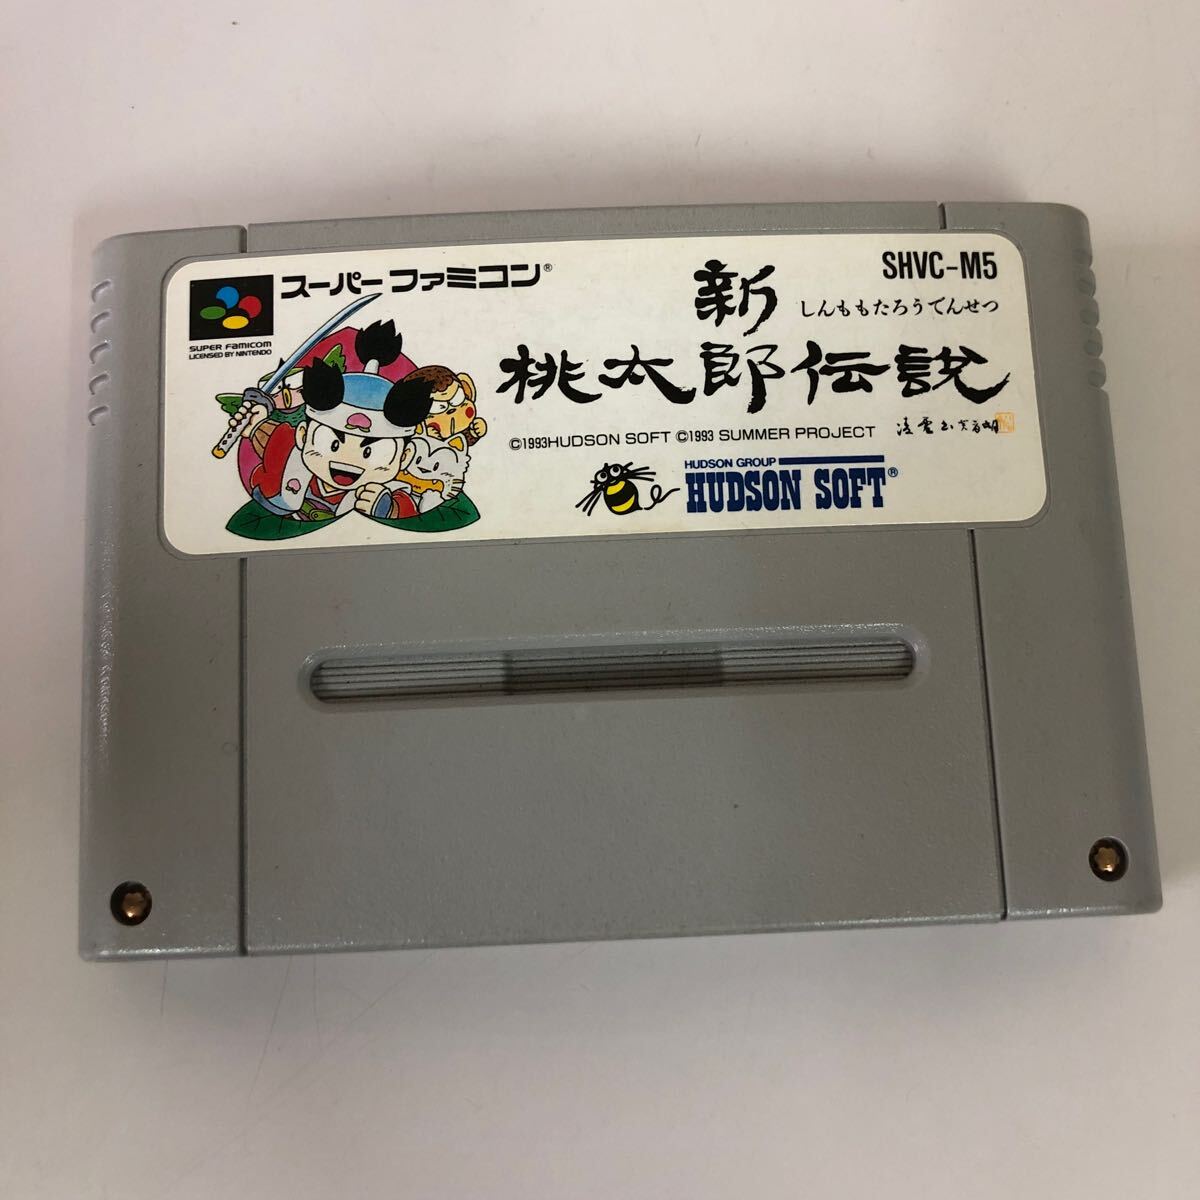 スーパーファミコン®
SUPER FAMICOM
LICENSED BY NINTENDO
SHVC-M5
新
しんももたろうでんせつ
桃太郎伝説
©1993HUDSON SOFT ©1993 SUMMER PROJECT
HUDSON GROUP
HUDSON SOFT®